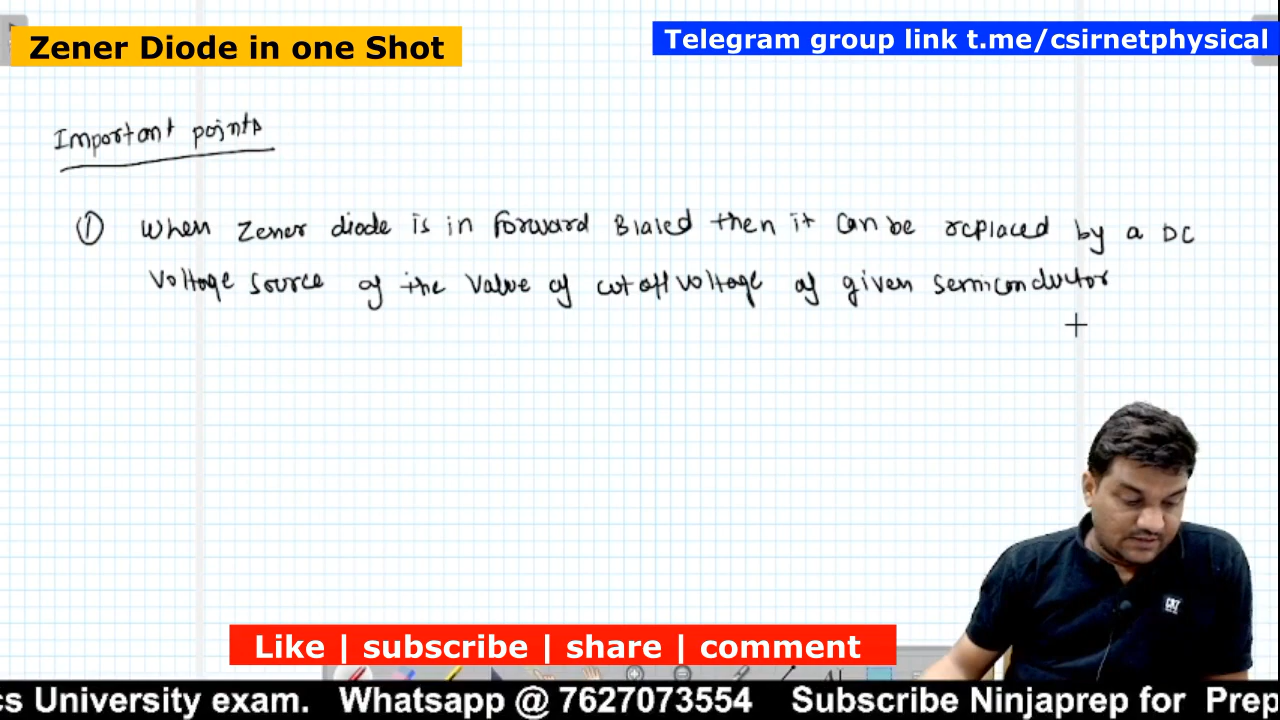 Zener Diode in one Shot
Telegram group link t.me/csirnetphysical
Important points
① When Zener diode is in forward Biased then it can be replaced by a DC
Voltage source of the value of cut off voltage of given semiconductor
Like | subscribe | share | comment
cs University exam. Whatsapp @ 7627073554 Subscribe Ninjaprep for Prep